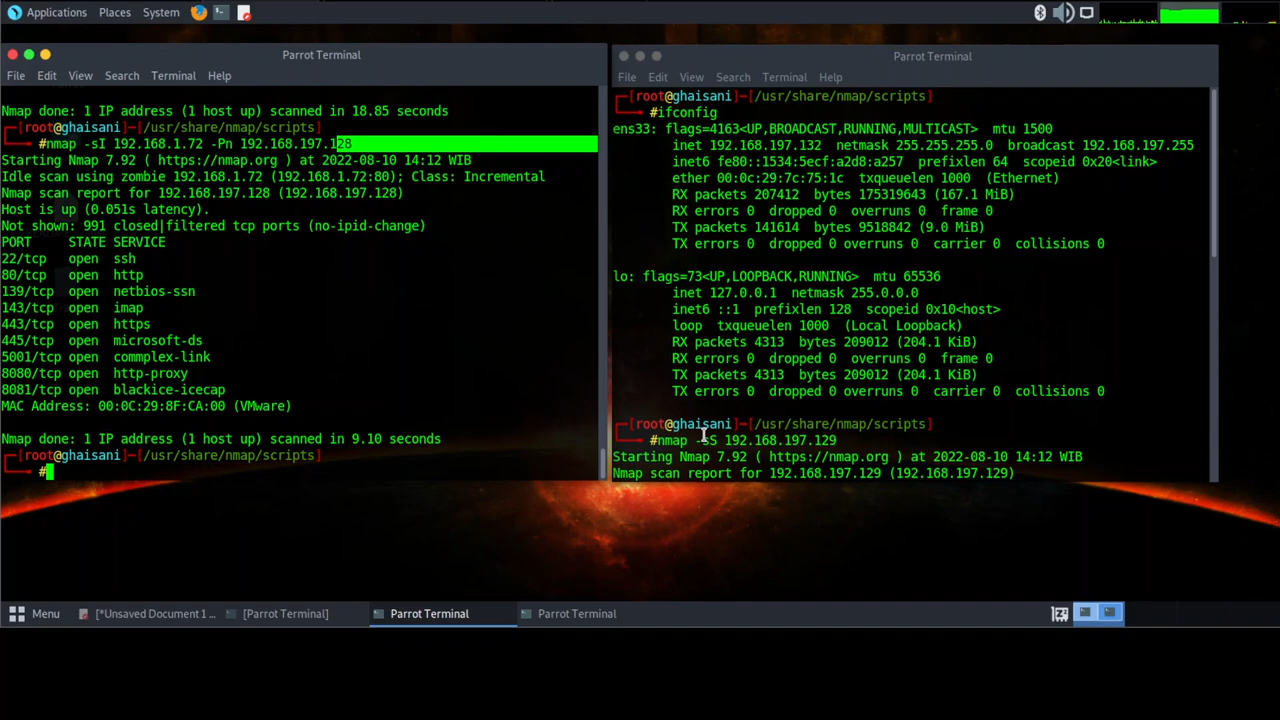 Applications Places System
Parrot Terminal
File Edit View Search Terminal Help
Nmap done: 1 IP address (1 host up) scanned in 18.85 seconds
┌─[root@ghaisani]─[/usr/share/nmap/scripts]
└──╼ #nmap -sI 192.168.1.72 -Pn 192.168.197.128
Starting Nmap 7.92 ( https://nmap.org ) at 2022-08-10 14:12 WIB
Idle scan using zombie 192.168.1.72 (192.168.1.72:80); Class: Incremental
Nmap scan report for 192.168.197.128 (192.168.197.128)
Host is up (0.051s latency).
Not shown: 991 closed|filtered tcp ports (no-ipid-change)
PORT STATE SERVICE
22/tcp open ssh
80/tcp open http
139/tcp open netbios-ssn
143/tcp open imap
443/tcp open https
445/tcp open microsoft-ds
5001/tcp open commplex-link
8080/tcp open http-proxy
8081/tcp open blackice-icecap
MAC Address: 00:0C:29:8F:CA:00 (VMware)
Nmap done: 1 IP address (1 host up) scanned in 9.10 seconds
┌─[root@ghaisani]─[/usr/share/nmap/scripts]
└──╼ #
Parrot Terminal
File Edit View Search Terminal Help
┌─[root@ghaisani]─[/usr/share/nmap/scripts]
└──╼ #ifconfig
ens33: flags=4163<UP,BROADCAST,RUNNING,MULTICAST> mtu 1500
inet 192.168.197.132 netmask 255.255.255.0 broadcast 192.168.197.255
inet6 fe80::1534:5ecf:a2d8:a257 prefixlen 64 scopeid 0x20<link>
ether 00:0c:29:7c:75:1c txqueuelen 1000 (Ethernet)
RX packets 207412 bytes 175319643 (167.1 MiB)
RX errors 0 dropped 0 overruns 0 frame 0
TX packets 141614 bytes 9518842 (9.0 MiB)
TX errors 0 dropped 0 overruns 0 carrier 0 collisions 0
lo: flags=73<UP,LOOPBACK,RUNNING> mtu 65536
inet 127.0.0.1 netmask 255.0.0.0
inet6 ::1 prefixlen 128 scopeid 0x10<host>
loop txqueuelen 1000 (Local Loopback)
RX packets 4313 bytes 209012 (204.1 KiB)
RX errors 0 dropped 0 overruns 0 frame 0
TX packets 4313 bytes 209012 (204.1 KiB)
TX errors 0 dropped 0 overruns 0 carrier 0 collisions 0
┌─[root@ghaisani]─[/usr/share/nmap/scripts]
└──╼ #nmap -sS 192.168.197.129
Starting Nmap 7.92 ( https://nmap.org ) at 2022-08-10 14:12 WIB
Nmap scan report for 192.168.197.129 (192.168.197.129)
Menu [*Unsaved Document 1 ... [Parrot Terminal] Parrot Terminal Parrot Terminal